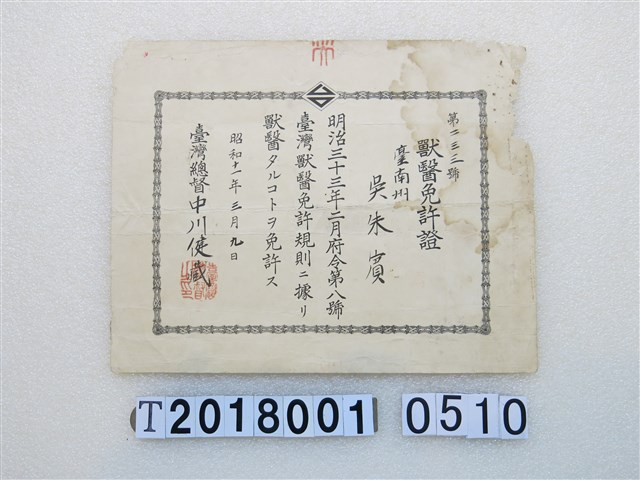 第一三三號
獸醫免許證
臺南州
吳朱濱
明治三十三年二月府令第八號
臺灣獸醫免許規則ニ據リ
獸醫タルコトヲ免許ス
昭和十一年三月九日
臺灣總督中川健藏
T2018001 0510